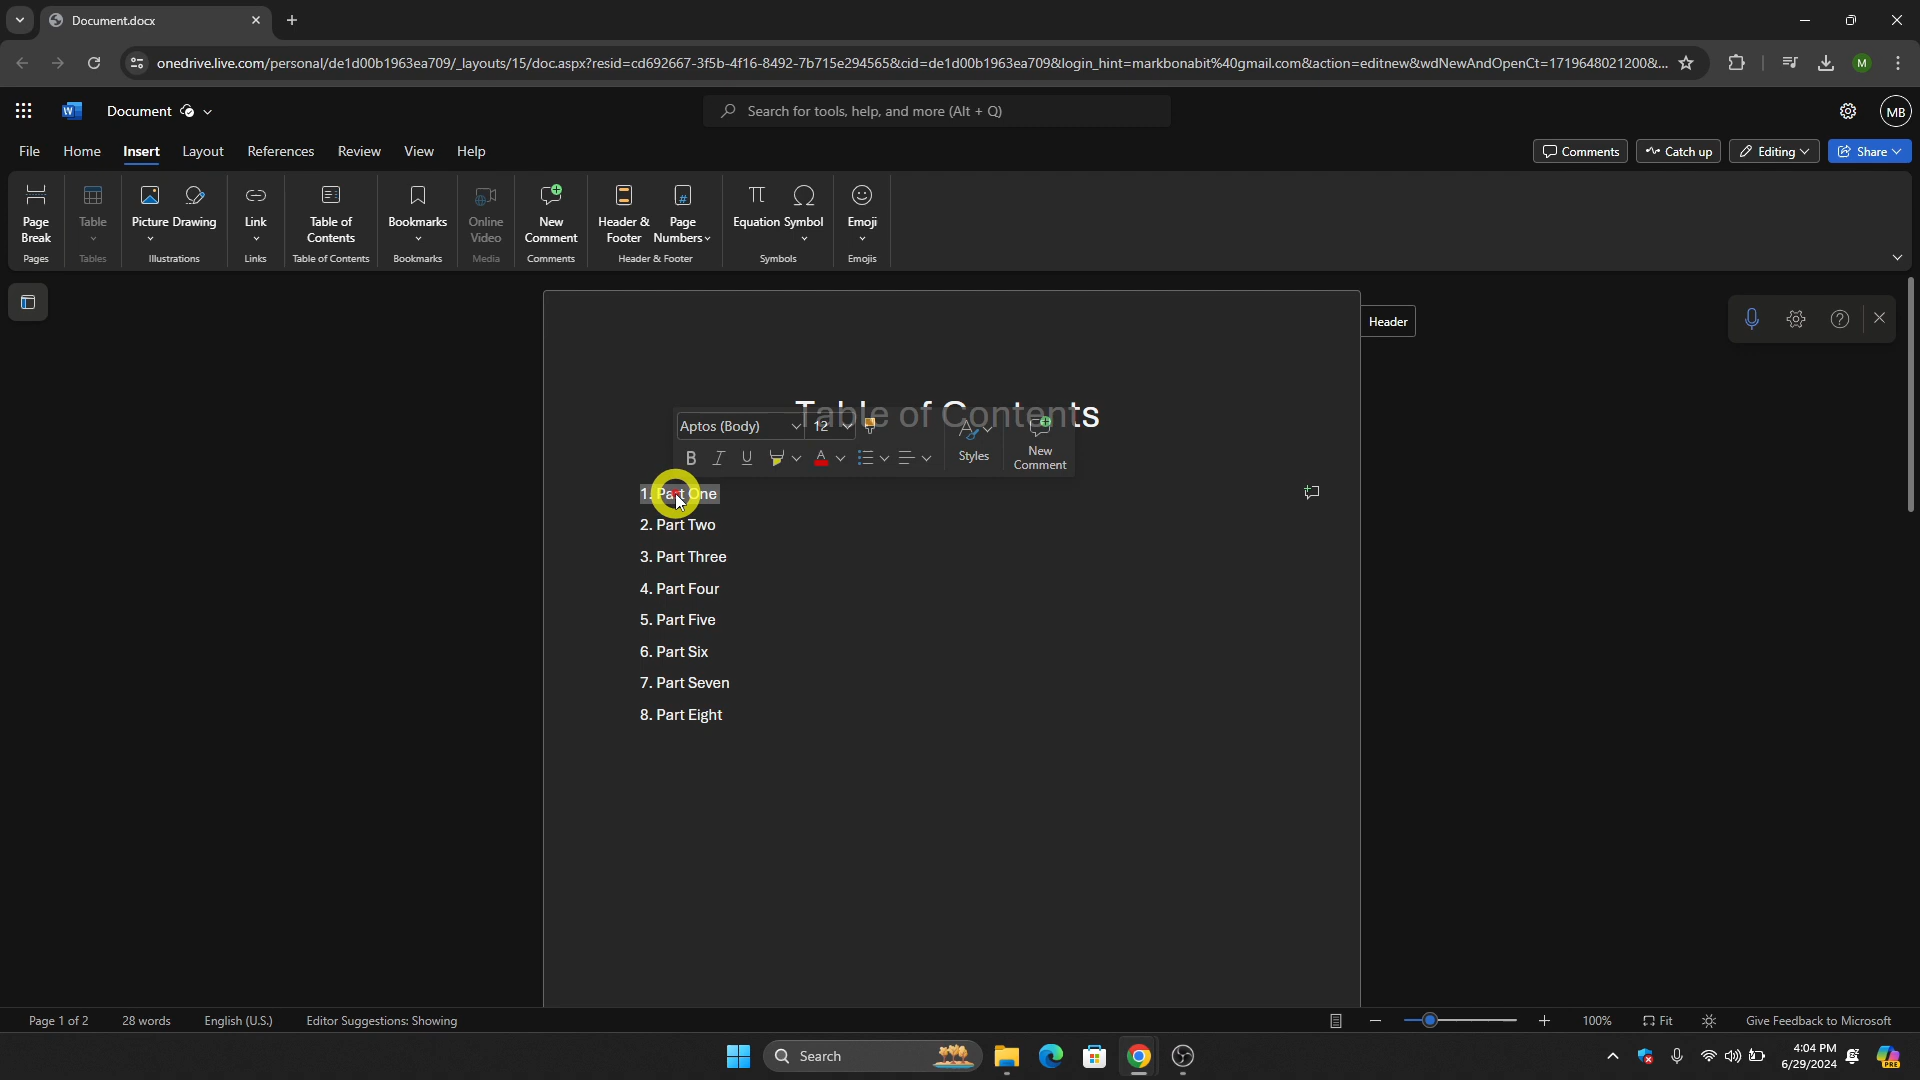 Document.docx
onedrive.live.com/personal/de1d00b1963ea709/_layouts/15/doc.aspx?resid=cd692667-3f5b-4f16-8492-7b715e294565&cid=de1d00b1963ea709&login_hint=markbonabit%40gmail.com&action=editnew&wdNewAndOpenCt=1719648021200&...
M
W Document
Search for tools, help, and more (Alt + Q)
MB
File Home Insert Layout References Review View Help
Comments Catch up Editing Share
Page Break
Table
Picture Drawing
Link
Table of Contents
Bookmarks
Online Video
New Comment
Header & Footer
Page Numbers
Equation Symbol
Emoji
Pages Tables Illustrations Links Table of Contents Bookmarks Media Comments Header & Footer Symbols Emojis
Header
Table of Contents
Aptos (Body) 12
B I U A Styles
New Comment
1. Part One
2. Part Two
3. Part Three
4. Part Four
5. Part Five
6. Part Six
7. Part Seven
8. Part Eight
Page 1 of 2 28 words English (U.S.) Editor Suggestions: Showing
100% Fit Give Feedback to Microsoft
Search
4:04 PM
6/29/2024
PRE